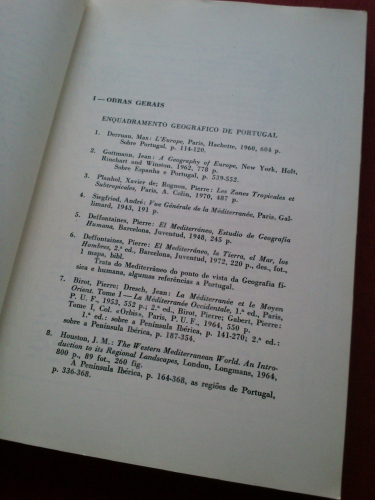 I — OBRAS GERAIS
ENQUADRAMENTO GEOGRÁFICO DE PORTUGAL
1. Derruau, Max: L'Europe, Paris, Hachette, 1960, 604 p.
Sobre Portugal. p. 114-120.
2. Gottmann, Jean: A Geography of Europe, New York, Holt,
Rinehart and Winston, 1962, 778 p.
Sobre Espanha e Portugal. p. 529-552.
3. Planhol, Xavier de; Rognon, Pierre: Les Zones Tropicales et
Subtropicales, Paris, A. Colin, 1970, 487 p.
4. Siegfried, André: Vue Générale de la Méditerranée, Paris, Gal-
limard, 1943, 191 p.
5. Deffontaines, Pierre: El Mediterráneo, Estudio de Geografía
Humana, Barcelona, Juventud, 1948, 245 p.
6. Deffontaines, Pierre: El Mediterráneo, la Tierra, el Mar, los
Hombres, 2.ª ed., Barcelona, Juventud, 1972, 220 p., des., fot.,
1 mapa, bibl.
Trata do Mediterrâneo do ponto de vista da Geografia fí-
sica e humana, algumas referências a Portugal.
7. Birot, Pierre; Dresch, Jean: La Méditerranée et le Moyen
Orient. Tome I — La Méditerranée Occidentale, 1.ª ed., Paris,
P. U. F., 1953, 552 p.; 2.ª ed., Birot, Pierre; Gabert, Pierre:
Tome I, Col. «Orbis», Paris, P. U. F., 1964, 550 p.
1.ª ed.: sobre a Península Ibérica, p. 141-270; 2.ª ed.:
sobre a Península Ibérica, p. 187-354.
8. Houston, J. M.: The Western Mediterranean World. An Intro-
duction to its Regional Landscapes, London, Longmans, 1964,
800 p., 89 fot., 260 fig.
A Península Ibérica, p. 164-368, as regiões de Portugal,
p. 336-368.